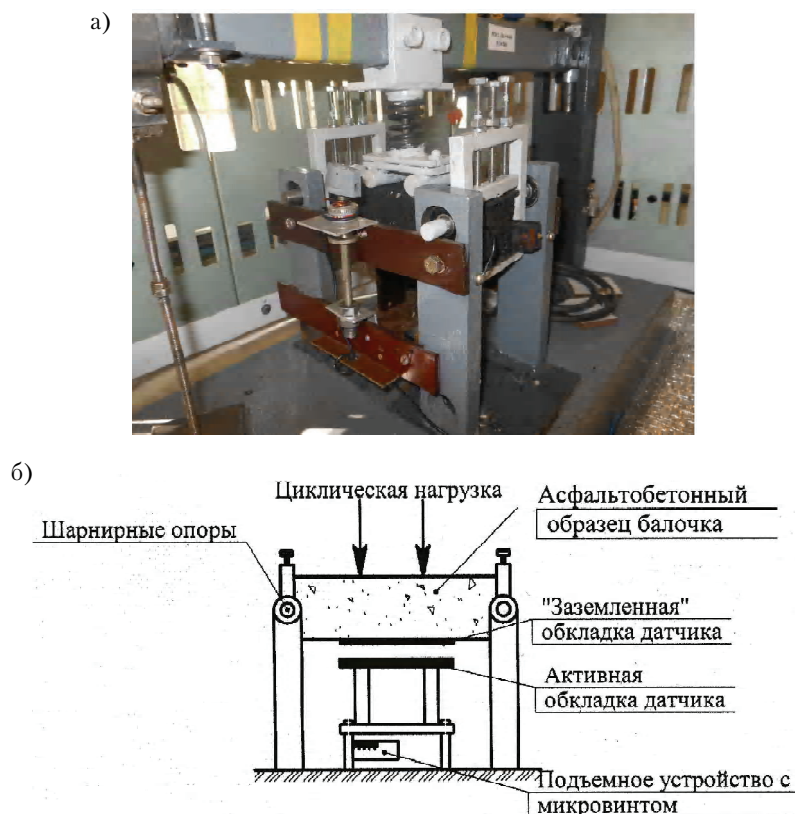 а)
б)
Циклическая нагрузка
Асфальтобетонный
образец балочка
Шарнирные опоры
"Заземленная"
обкладка датчика
Активная
обкладка датчика
Подъемное устройство с
микровинтом